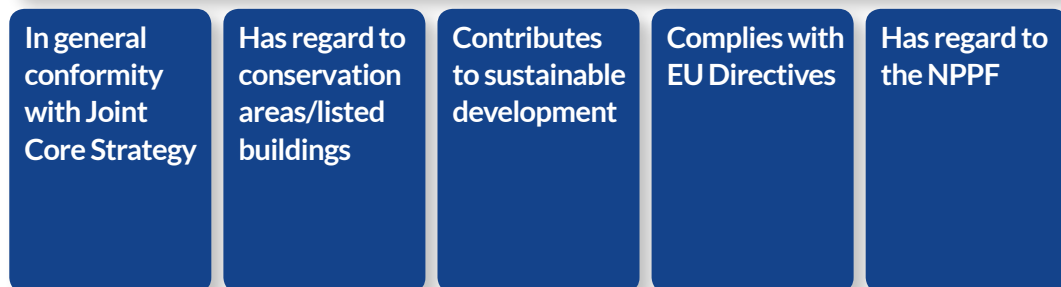 In general
conformity
with Joint
Core Strategy
Has regard to
conservation
areas/listed
buildings
Contributes
to sustainable
development
Complies with
EU Directives
Has regard to
the NPPF